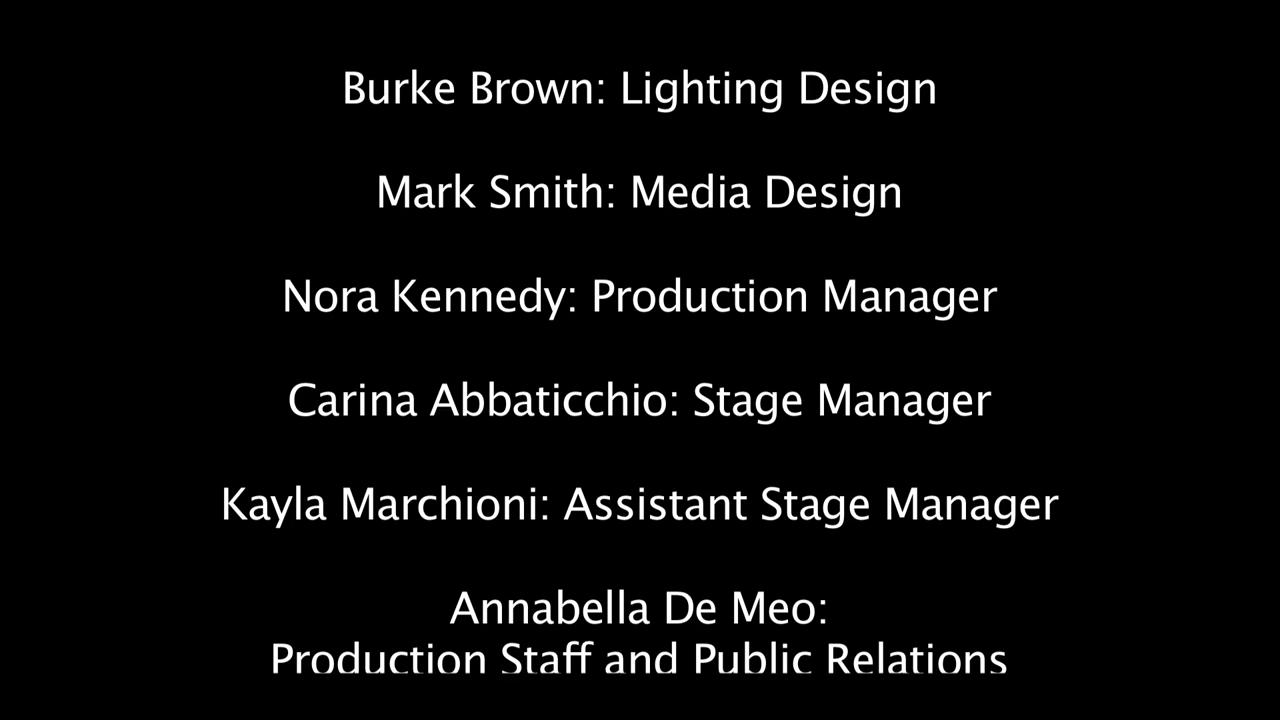 Burke Brown: Lighting Design
Mark Smith: Media Design
Nora Kennedy: Production Manager
Carina Abbaticchio: Stage Manager
Kayla Marchioni: Assistant Stage Manager
Annabella De Meo:
Production Staff and Public Relations